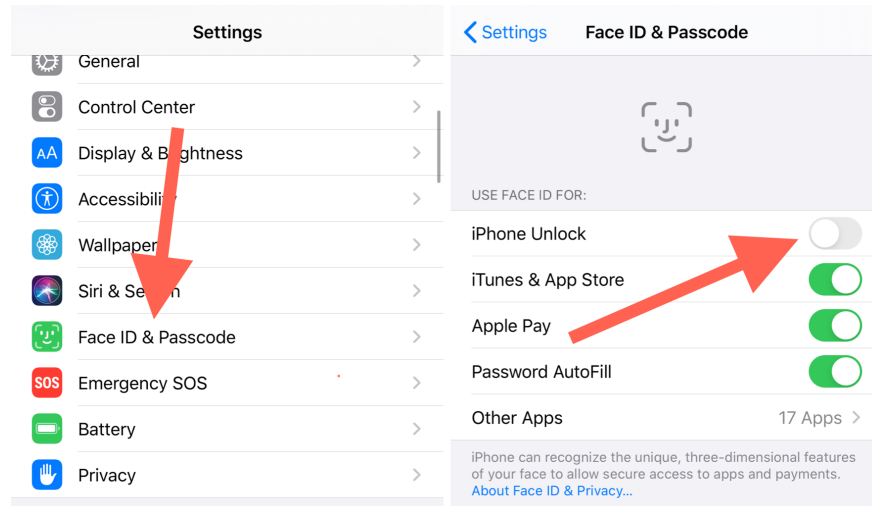 Settings
General
Control Center
AA Display & Brightness
Accessibility
Wallpaper
Siri &
Face ID & Passcode
SOS Emergency SOS
Battery
Privacy
Settings
Face ID & Passcode
USE FACE ID FOR:
iPhone Unlock
iTunes & App Store
Apple Pay
Password AutoFill
Other Apps 17 Apps
iPhone can recognize the unique, three-dimensional features
of your face to allow secure access to apps and payments.
About Face ID & Privacy...